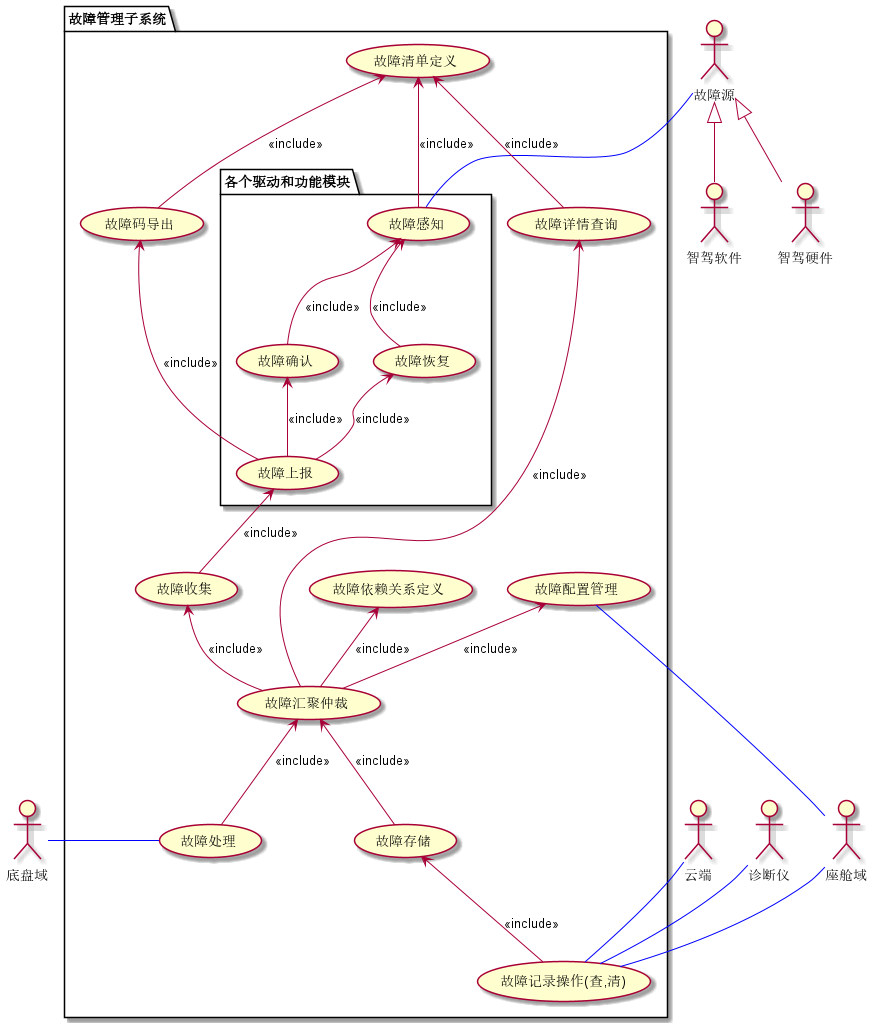 故障管理子系统
故障清单定义
故障源
«include»
«include»
«include»
各个驱动和功能模块
故障码导出
故障感知
故障详情查询
智驾软件
智驾硬件
«include»
«include»
故障确认
故障恢复
«include»
«include»
«include»
故障上报
«include»
«include»
故障收集
故障依赖关系定义
故障配置管理
«include»
«include»
«include»
故障汇聚仲裁
«include»
«include»
故障处理
故障存储
底盘域
云端
诊断仪
座舱域
«include»
故障记录操作(查,清)